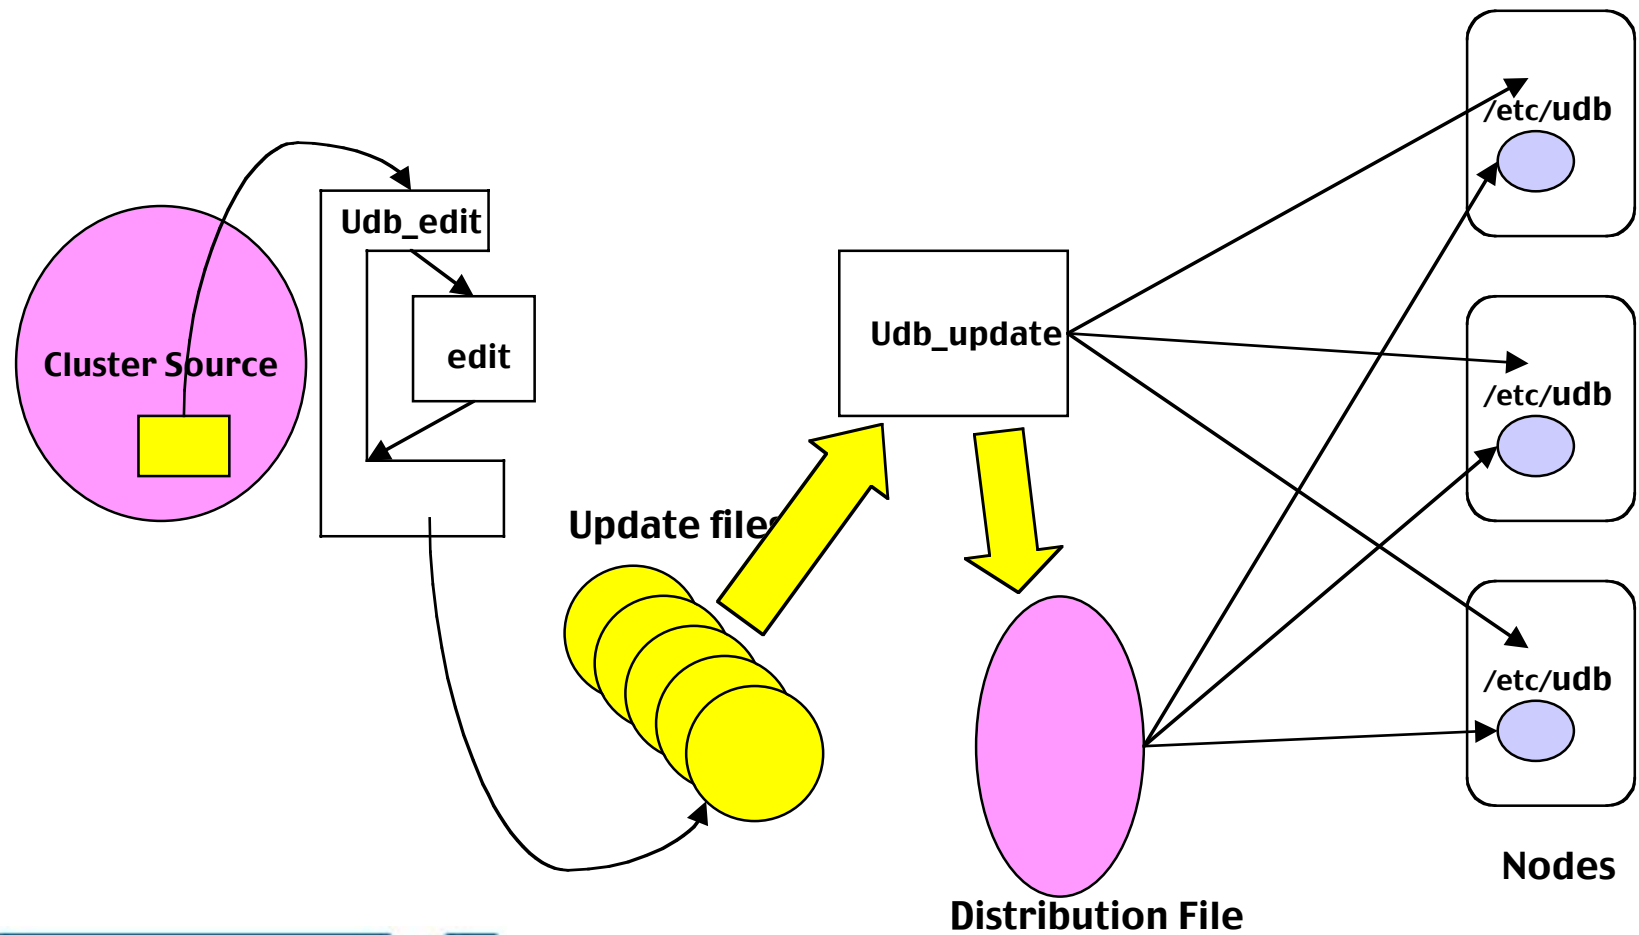 Cluster Source
Udb_edit
edit
Update files
Udb_update
Distribution File
/etc/udb
/etc/udb
/etc/udb
Nodes